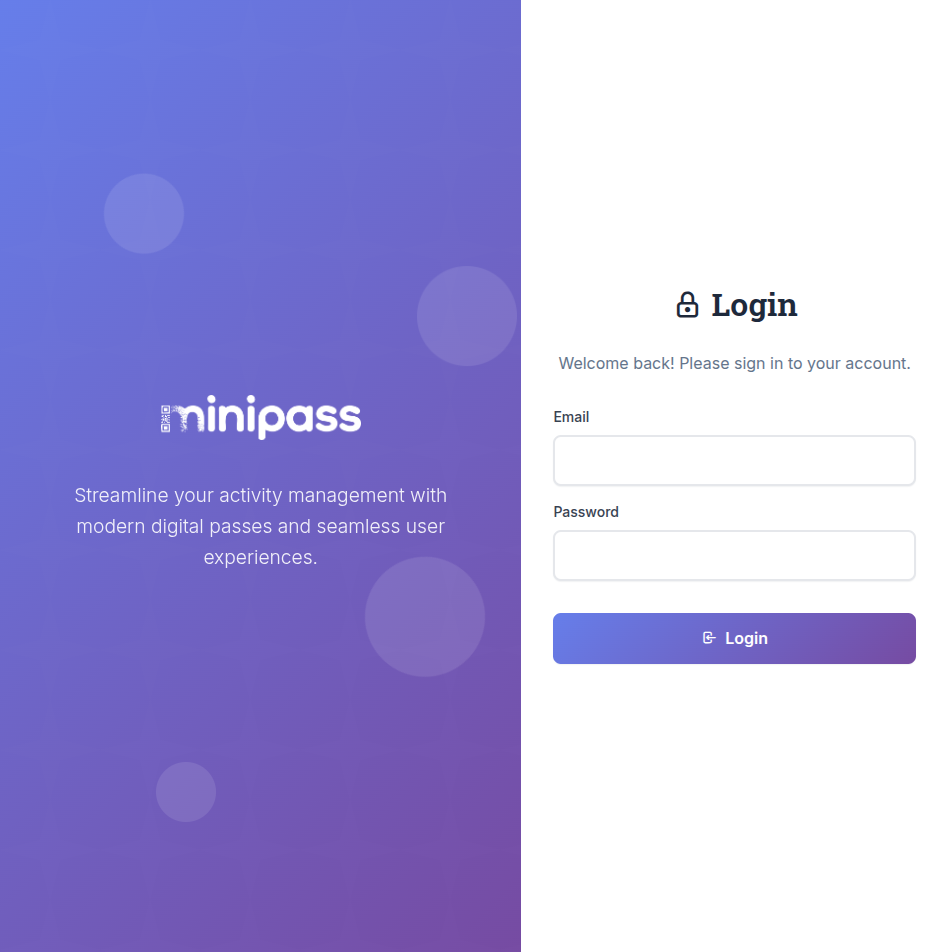 minipass
Streamline your activity management with
modern digital passes and seamless user
experiences.
Login
Welcome back! Please sign in to your account.
Email
Password
Login